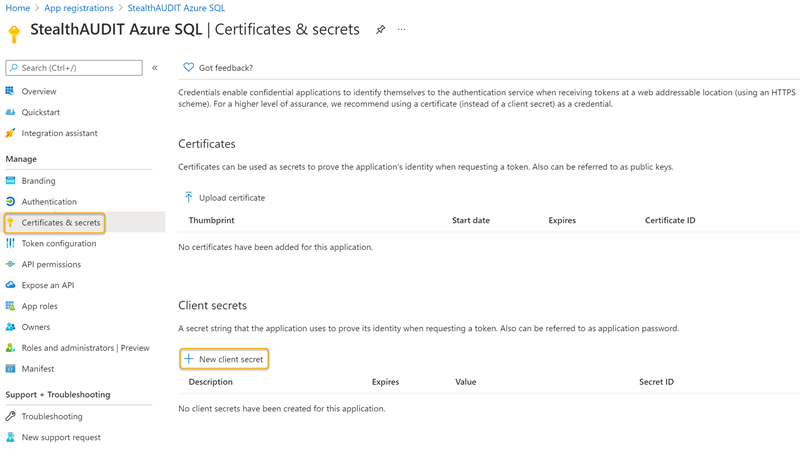 Home > App registrations > StealthAUDIT Azure SQL
StealthAUDIT Azure SQL | Certificates & secrets
Search (Ctrl+/)
Overview
Quickstart
Integration assistant
Manage
Branding
Authentication
Certificates & secrets
Token configuration
API permissions
Expose an API
App roles
Owners
Roles and administrators | Preview
Manifest
Support + Troubleshooting
Troubleshooting
New support request
Got feedback?
Credentials enable confidential applications to identify themselves to the authentication service when receiving tokens at a web addressable location (using an HTTPS
scheme). For a higher level of assurance, we recommend using a certificate (instead of a client secret) as a credential.
Certificates
Certificates can be used as secrets to prove the application's identity when requesting a token. Also can be referred to as public keys.
Upload certificate
Thumbprint Start date Expires Certificate ID
No certificates have been added for this application.
Client secrets
A secret string that the application uses to prove its identity when requesting a token. Also can be referred to as application password.
New client secret
Description Expires Value Secret ID
No client secrets have been created for this application.